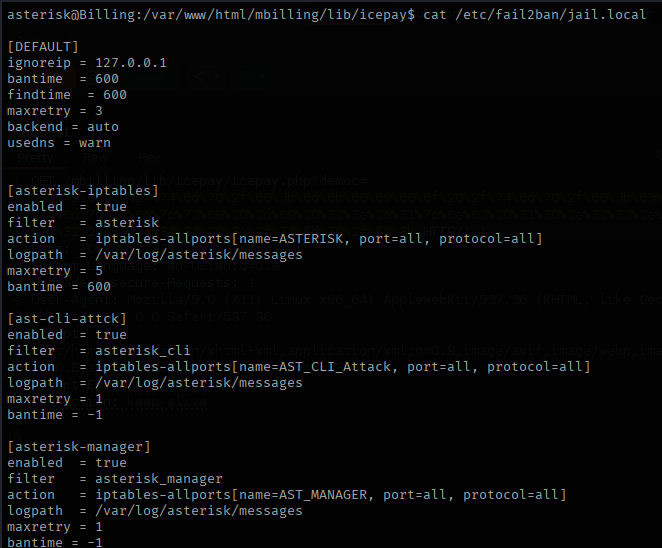 asterisk@Billing:/var/www/html/mbilling/lib/icepay$ cat /etc/fail2ban/jail.local
[DEFAULT]
ignoreip = 127.0.0.1
bantime  = 600
findtime  = 600
maxretry = 3
backend = auto
usedns = warn
[asterisk-iptables]
enabled  = true
filter   = asterisk
action   = iptables-allports[name=ASTERISK, port=all, protocol=all]
logpath  = /var/log/asterisk/messages
maxretry = 5
bantime = 600
[ast-cli-attck]
enabled  = true
filter   = asterisk_cli
action   = iptables-allports[name=AST_CLI_Attack, port=all, protocol=all]
logpath  = /var/log/asterisk/messages
maxretry = 1
bantime = -1
[asterisk-manager]
enabled  = true
filter   = asterisk_manager
action   = iptables-allports[name=AST_MANAGER, port=all, protocol=all]
logpath  = /var/log/asterisk/messages
maxretry = 1
bantime = -1